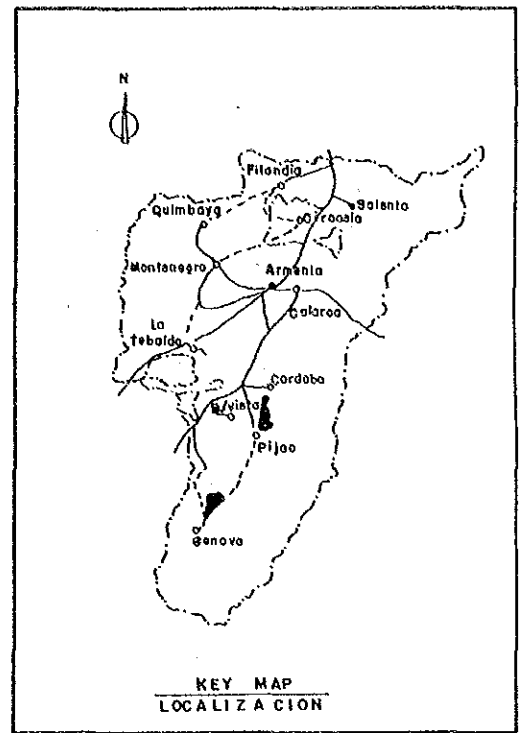 N
Filandia
Salento
Quimbaya
Circasia
Montenegro
Armenia
Calarca
La
Tebaida
Cordoba
B/vista
Pijao
Genova
KEY MAP
LOCALIZACION